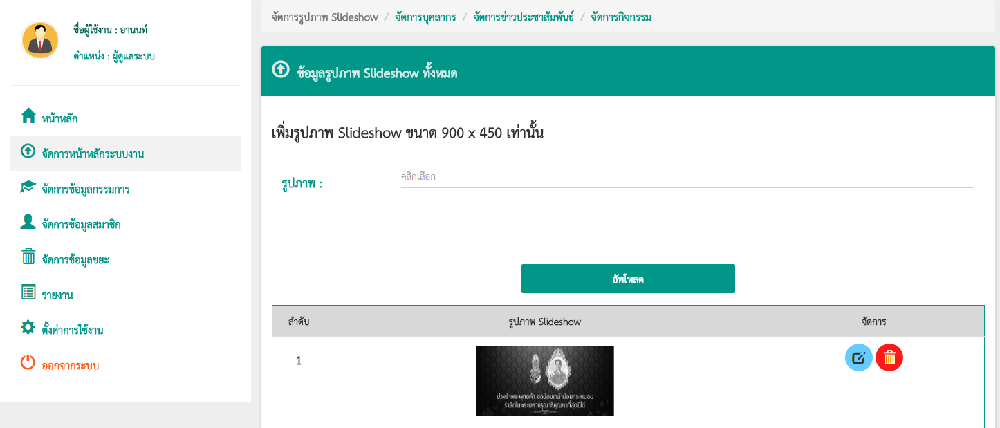 ชื่อผู้ใช้งาน : อานนท์
ตำแหน่ง : ผู้ดูแลระบบ
หน้าหลัก
จัดการหน้าหลักระบบงาน
จัดการข้อมูลกรรมการ
จัดการข้อมูลสมาชิก
จัดการข้อมูลขยะ
รายงาน
ตั้งค่าการใช้งาน
ออกจากระบบ
จัดการรูปภาพ Slideshow / จัดการบุคลากร / จัดการข่าวประชาสัมพันธ์ / จัดการกิจกรรม
ข้อมูลรูปภาพ Slideshow ทั้งหมด
เพิ่มรูปภาพ Slideshow ขนาด 900 x 450 เท่านั้น
รูปภาพ : คลิกเลือก
อัพโหลด
ลำดับ รูปภาพ Slideshow จัดการ
1
ปวงข้าพระพุทธเจ้า ขอน้อมเกล้าน้อมกระหม่อม
รำลึกในพระมหากรุณาธิคุณหาที่สุดมิได้